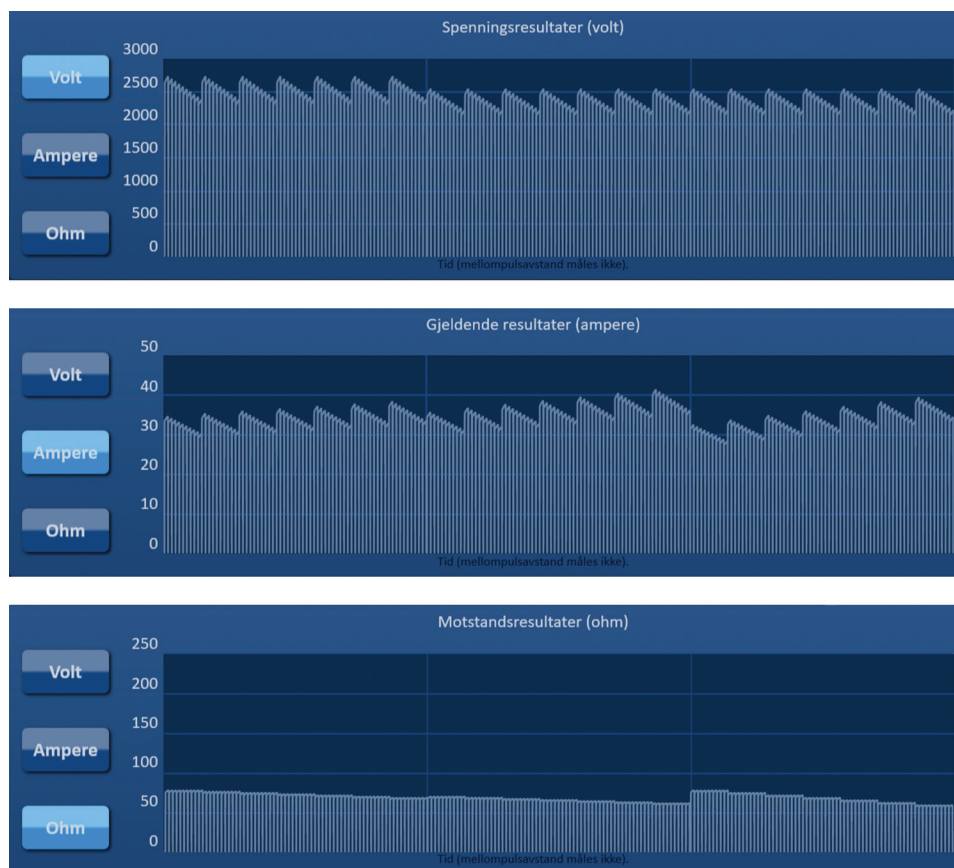 Spenningsresultater (volt)
3000
Volt
2500
2000
Ampere
1500
1000
500
Ohm
0
Tid (mellompulsavstand måles ikke).
Gjeldende resultater (ampere)
50
Volt
40
30
Ampere
20
10
Ohm
0
Tid (mellompulsavstand måles ikke).
Motstandsresultater (ohm)
250
Volt
200
150
Ampere
100
50
Ohm
0
Tid (mellompulsavstand måles ikke).